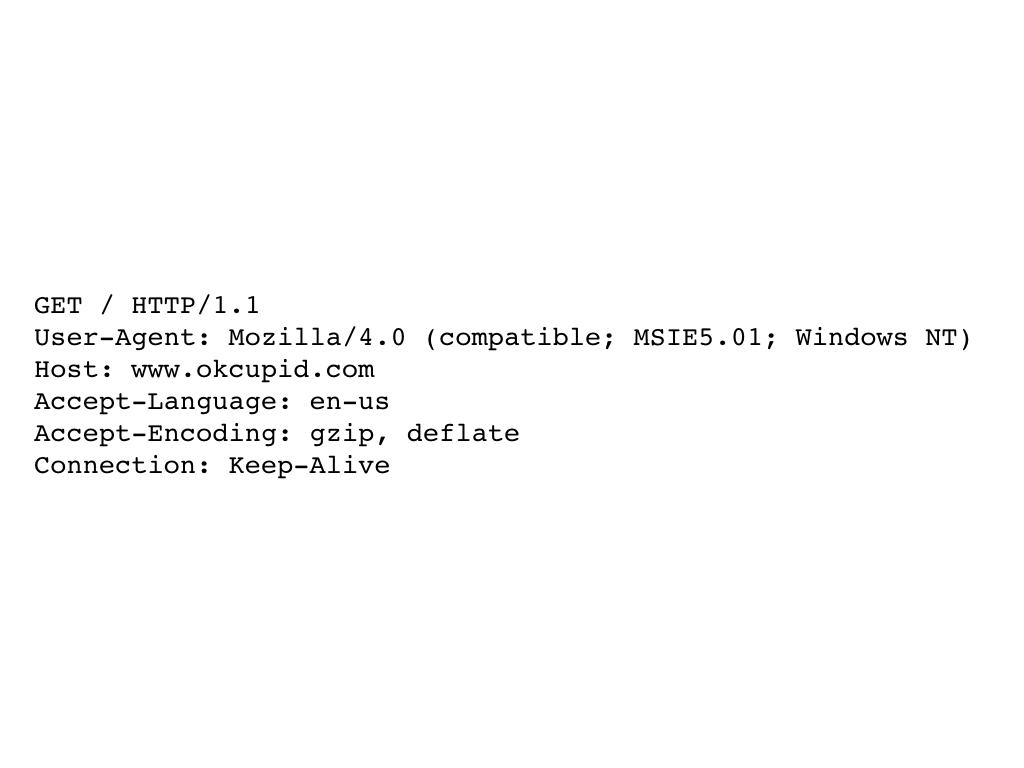 GET / HTTP/1.1
User-Agent: Mozilla/4.0 (compatible; MSIE5.01; Windows NT)
Host: www.okcupid.com
Accept-Language: en-us
Accept-Encoding: gzip, deflate
Connection: Keep-Alive